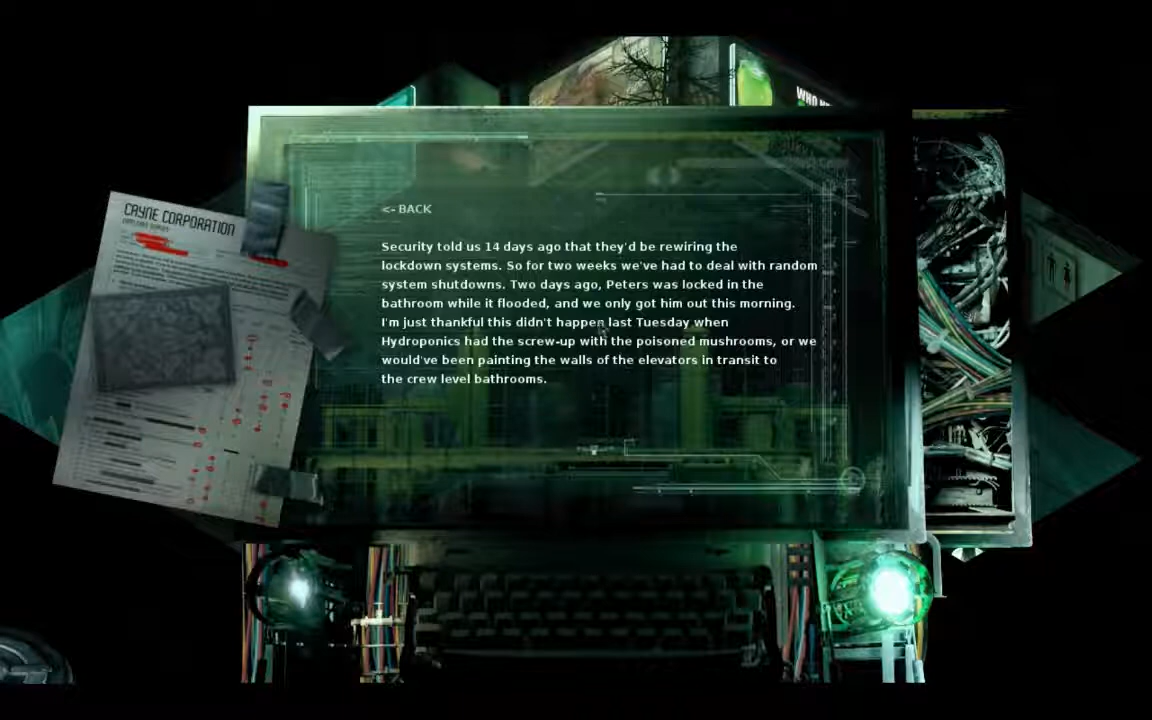 WHO
CAYNE CORPORATION
<- BACK
Security told us 14 days ago that they'd be rewiring the
lockdown systems. So for two weeks we've had to deal with random
system shutdowns. Two days ago, Peters was locked in the
bathroom while it flooded, and we only got him out this morning.
I'm just thankful this didn't happen last Tuesday when
Hydroponics had the screw-up with the poisoned mushrooms, or we
would've been painting the walls of the elevators in transit to
the crew level bathrooms.